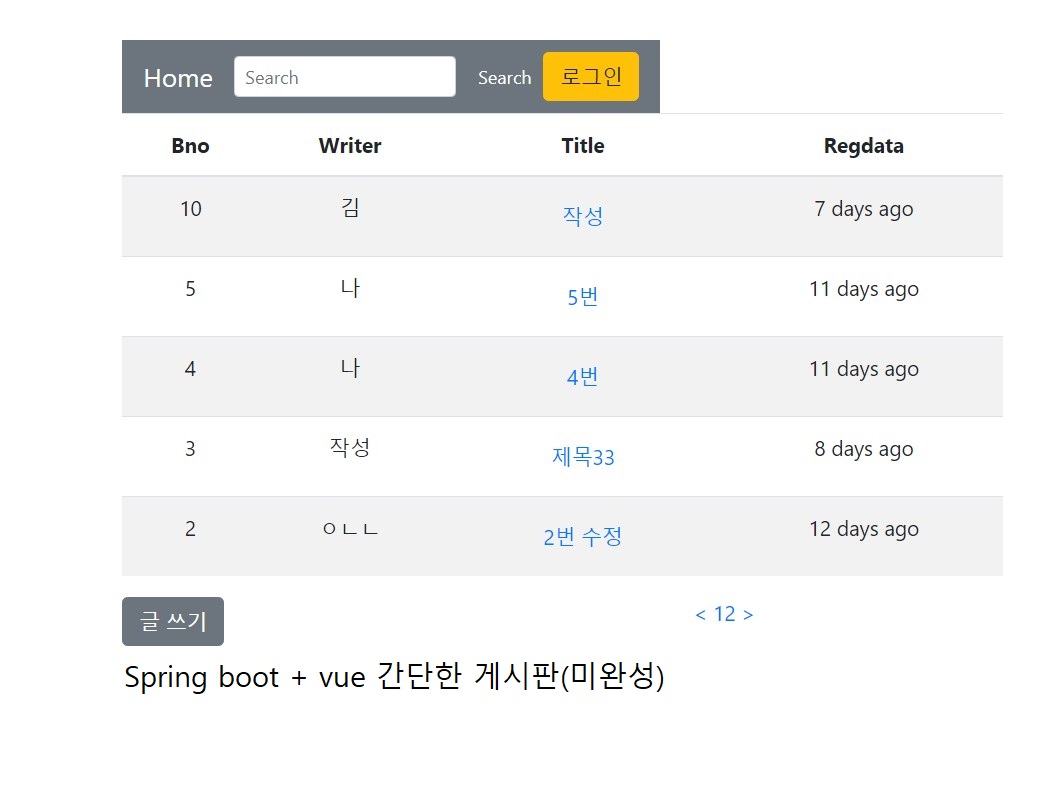 Home Search Search 로그인
Bno Writer Title Regdata
10 김 작성 7 days ago
5 나 5번 11 days ago
4 나 4번 11 days ago
3 작성 제목33 8 days ago
2 ㅇㄴㄴ 2번 수정 12 days ago
글 쓰기 < 12 >
Spring boot + vue 간단한 게시판(미완성)